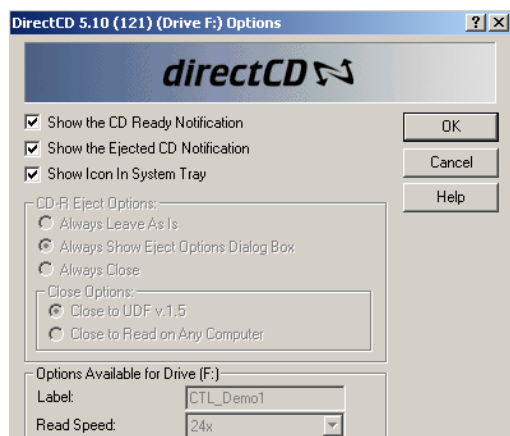 DirectCD 5.10 (121) (Drive F:) Options
directCD
Show the CD Ready Notification
Show the Ejected CD Notification
Show Icon In System Tray
OK
Cancel
Help
CD-R Eject Options:
Always Leave As Is
Always Show Eject Options Dialog Box
Always Close
Close Options:
Close to UDF v.1.5
Close to Read on Any Computer
Options Available for Drive (F:)
Label: CTL_Demo1
Read Speed: 24x